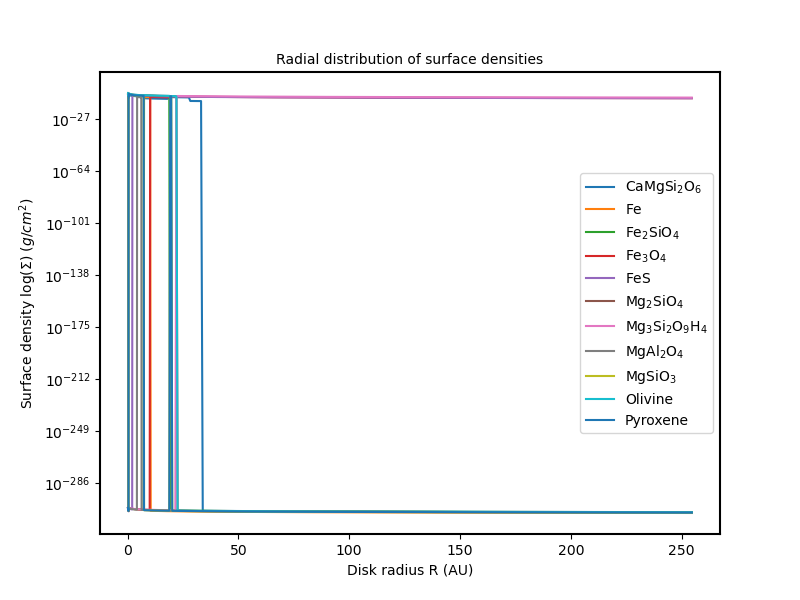 Radial distribution of surface densities
Surface density log(Σ) (g/cm²)
10⁻²⁷
10⁻⁶⁴
10⁻¹⁰¹
10⁻¹³⁸
10⁻¹⁷⁵
10⁻²¹²
10⁻²⁴⁹
10⁻²⁸⁶
CaMgSi₂O₆
Fe
Fe₂SiO₄
Fe₃O₄
FeS
Mg₂SiO₄
Mg₃Si₂O₉H₄
MgAl₂O₄
MgSiO₃
Olivine
Pyroxene
0 50 100 150 200 250
Disk radius R (AU)